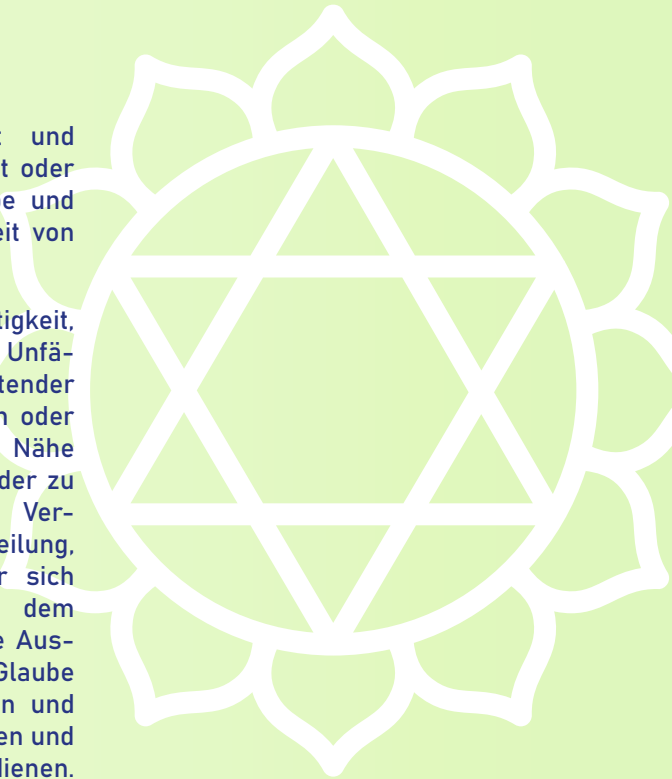 und
t oder
e und
eit von
tigkeit,
Unfä-
tender
n oder
Nähe
der zu
Ver-
eilung,
r sich
dem
e Aus-
Glaube
n und
en und
dienen.